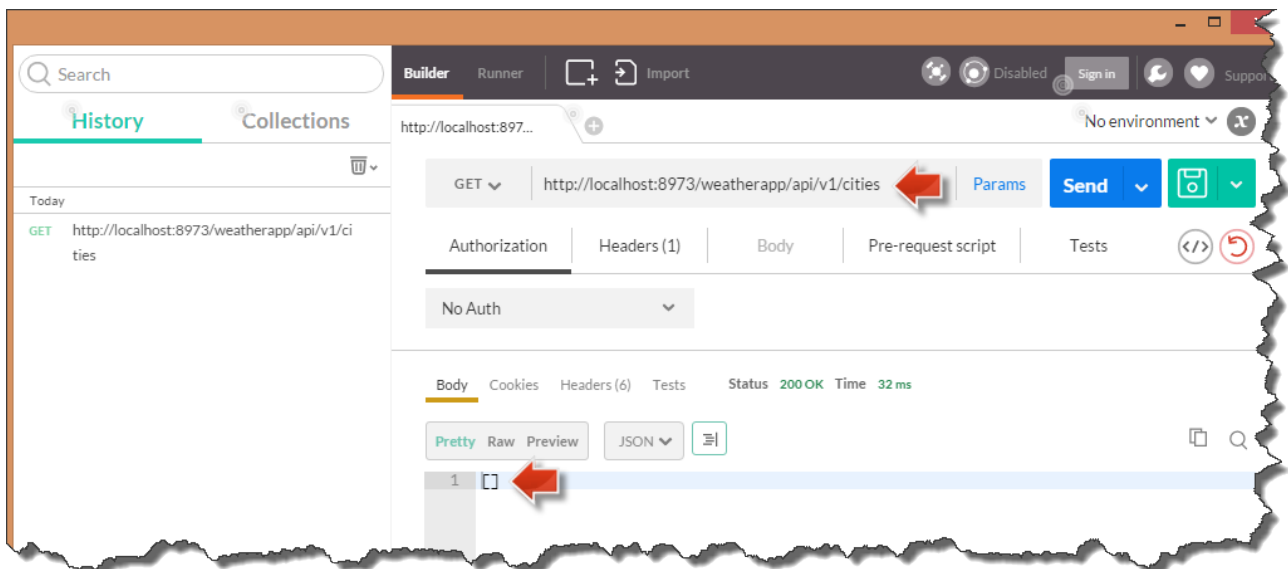 Search
History Collections
Today
GET http://localhost:8973/weatherapp/api/v1/ci
ties
Builder Runner Import Disabled Sign in
http://localhost:897... No environment
GET http://localhost:8973/weatherapp/api/v1/cities Params Send
Authorization Headers (1) Body Pre-request script Tests
No Auth
Body Cookies Headers (6) Tests Status 200 OK Time 32 ms
Pretty Raw Preview JSON
1 []